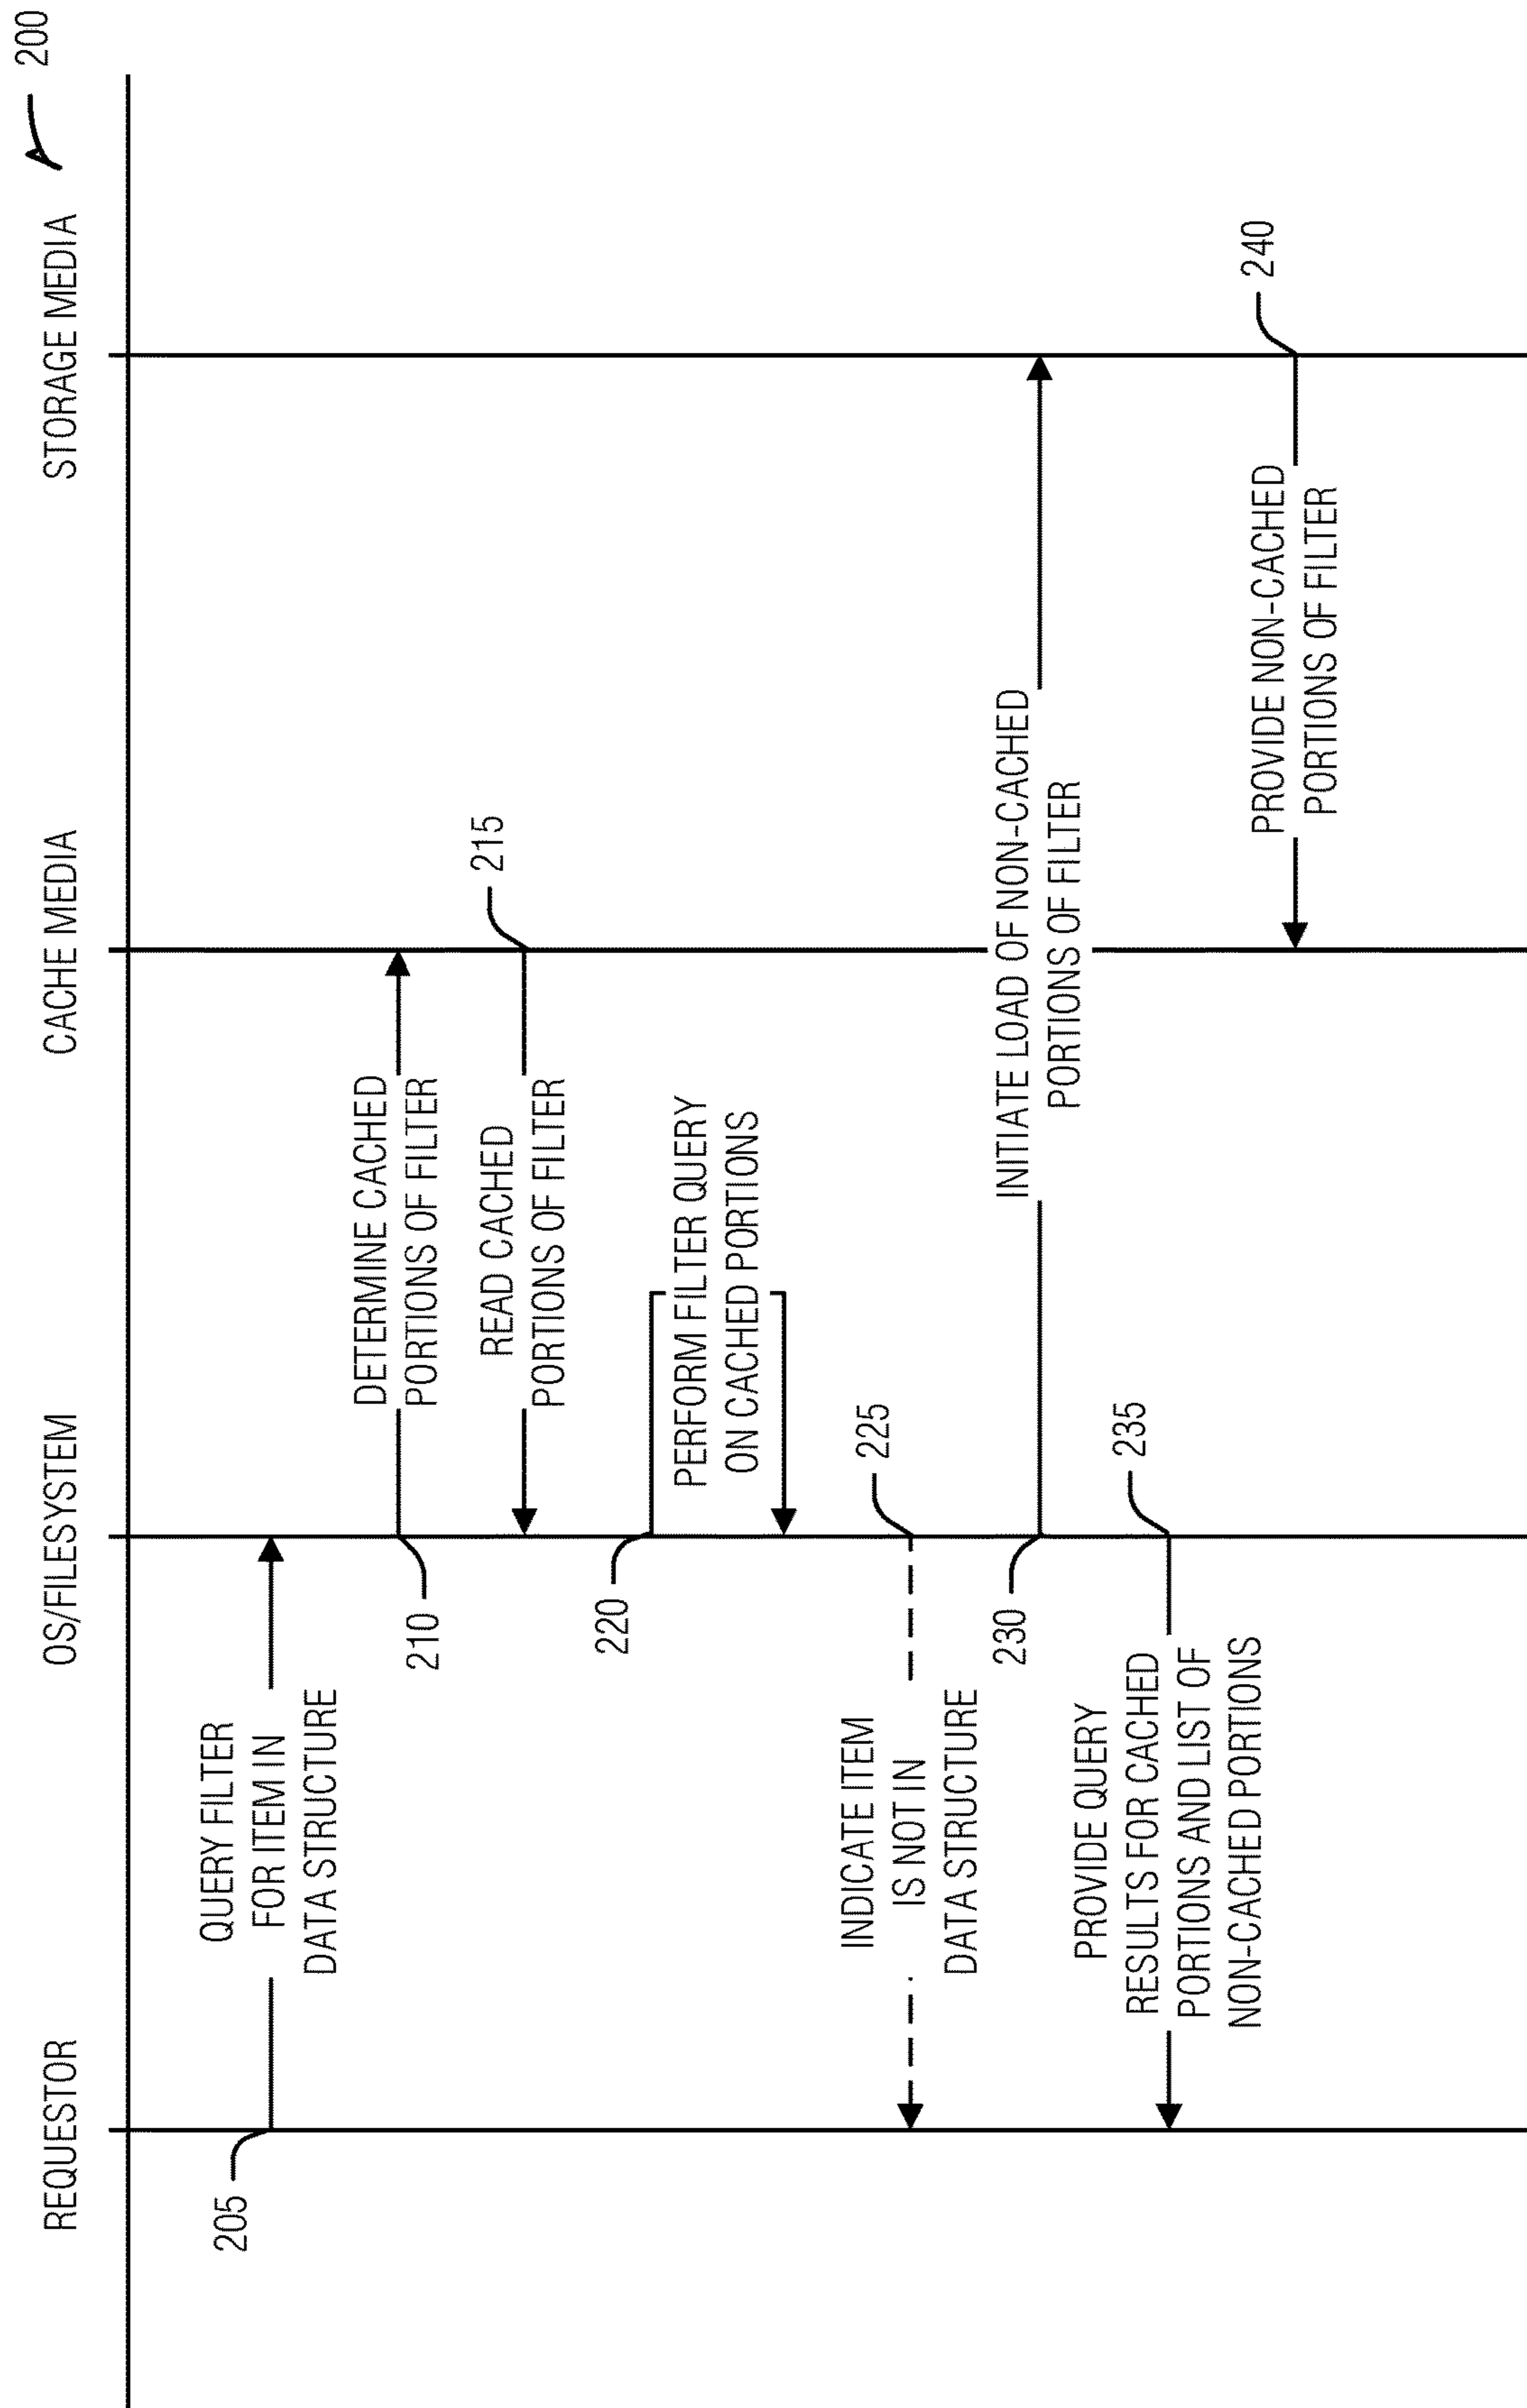 200
REQUESTOR
OS/FILESYSTEM
CACHE MEDIA
STORAGE MEDIA
205
QUERY FILTER
FOR ITEM IN
DATA STRUCTURE
210
DETERMINE CACHED
PORTIONS OF FILTER
215
READ CACHED
PORTIONS OF FILTER
220
PERFORM FILTER QUERY
ON CACHED PORTIONS
225
INDICATE ITEM
IS NOT IN
DATA STRUCTURE
230
INITIATE LOAD OF NON-CACHED
PORTIONS OF FILTER
235
PROVIDE QUERY
RESULTS FOR CACHED
PORTIONS AND LIST OF
NON-CACHED PORTIONS
240
PROVIDE NON-CACHED
PORTIONS OF FILTER